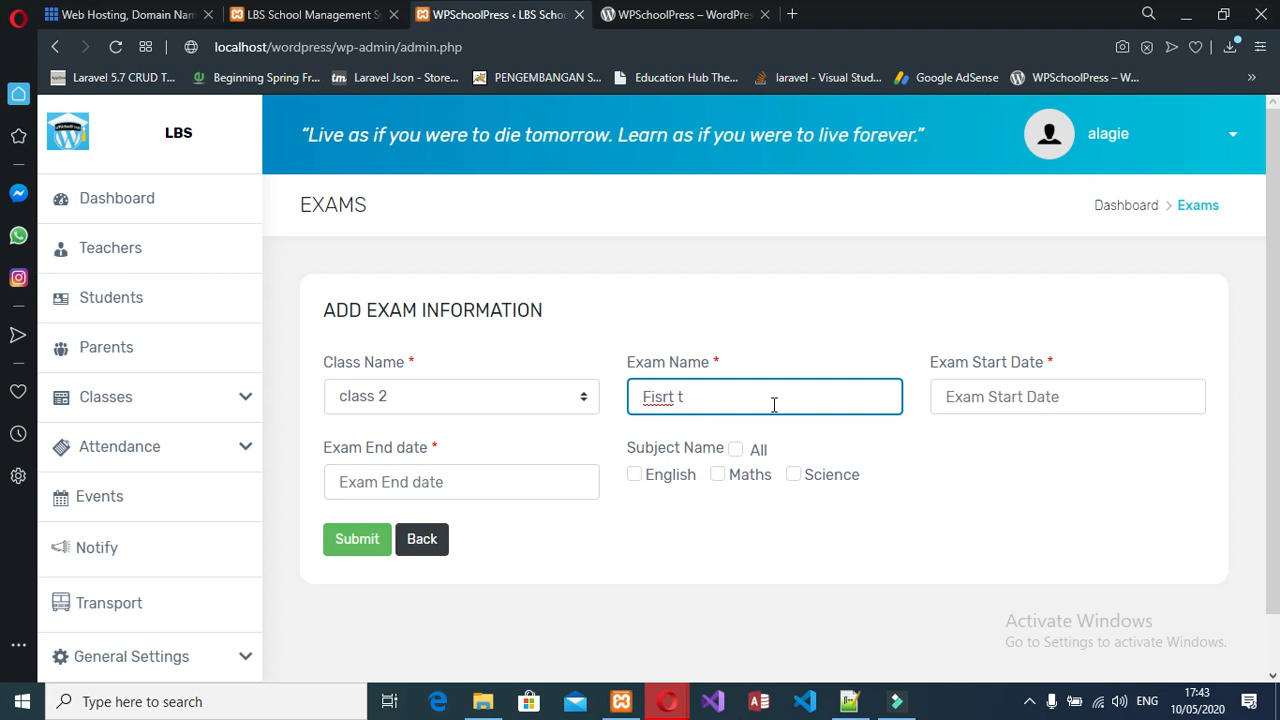 Web Hosting, Domain Nam
LBS School Management Sy
WPSchoolPress ‹ LBS Schoo
WPSchoolPress – WordPres
localhost/wordpress/wp-admin/admin.php
Laravel 5.7 CRUD T...
Beginning Spring Fr...
Laravel Json - Store...
PENGEMBANGAN S...
Education Hub The...
laravel - Visual Stud...
Google AdSense
WPSchoolPress – W...
LBS
“Live as if you were to die tomorrow. Learn as if you were to live forever.”
alagie
Dashboard
Teachers
Students
Parents
Classes
Attendance
Events
Notify
Transport
General Settings
EXAMS
Dashboard > Exams
ADD EXAM INFORMATION
Class Name *
Exam Name *
Exam Start Date *
class 2
Fisrt t
Exam Start Date
Exam End date *
Subject Name All
Exam End date
English Maths Science
Submit
Back
Activate Windows
Go to Settings to activate Windows.
Type here to search
ENG
17:43
10/05/2020